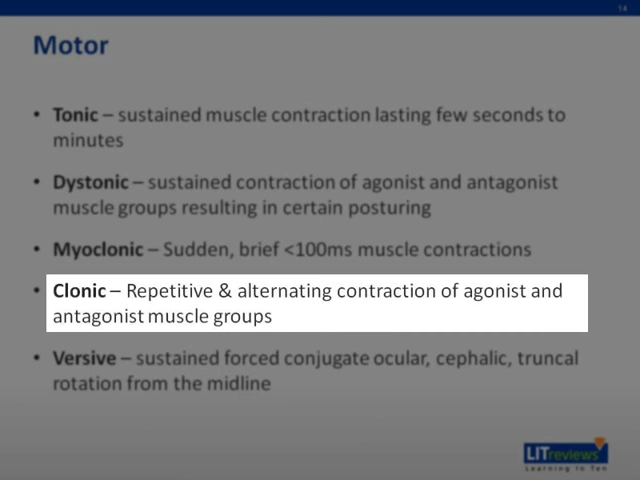 14
Motor
• Tonic – sustained muscle contraction lasting few seconds to
minutes
• Dystonic – sustained contraction of agonist and antagonist
muscle groups resulting in certain posturing
• Myoclonic – Sudden, brief <100ms muscle contractions
• Clonic – Repetitive & alternating contraction of agonist and
antagonist muscle groups
• Versive – sustained forced conjugate ocular, cephalic, truncal
rotation from the midline
LITreviews
Learning in Ten